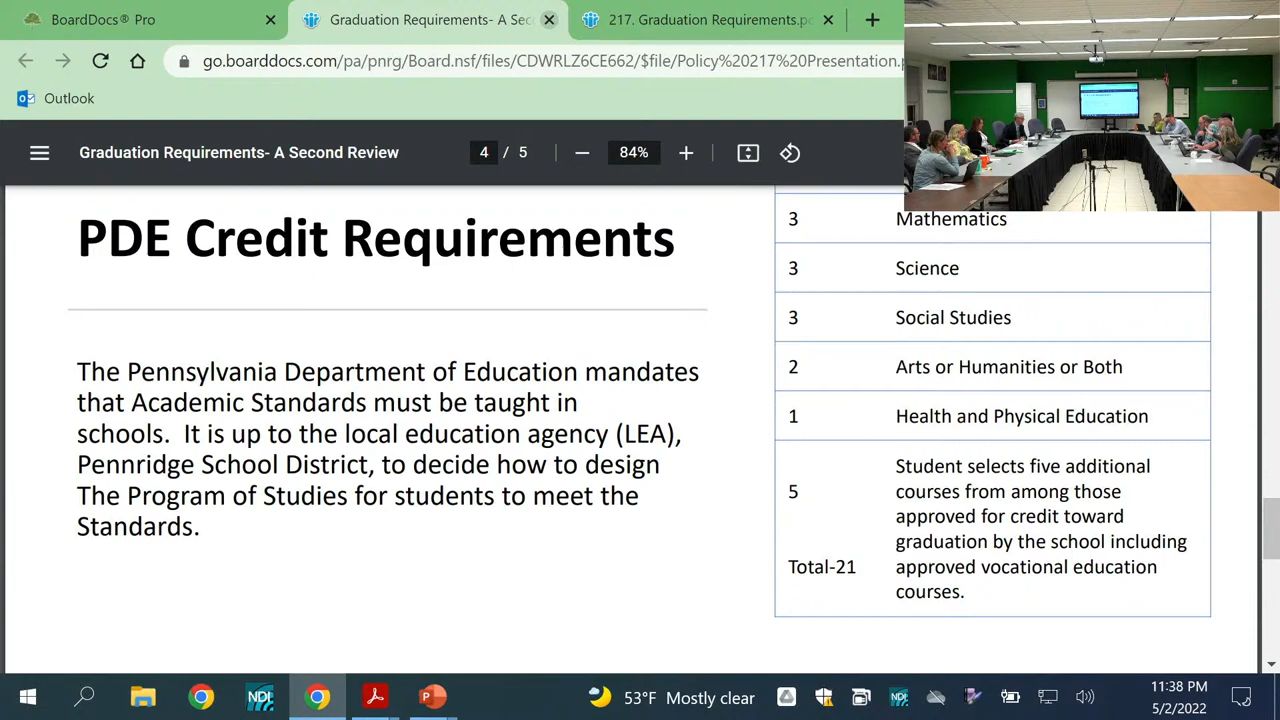 BoardDocs® Pro
Graduation Requirements- A Sec
217. Graduation Requirements.p
go.boarddocs.com/pa/pnrg/Board.nsf/files/CDWRLZ6CE662/$file/Policy%20217%20Presentation.
Outlook
Graduation Requirements- A Second Review
4 / 5
84%
PDE Credit Requirements
The Pennsylvania Department of Education mandates
that Academic Standards must be taught in
schools. It is up to the local education agency (LEA),
Pennridge School District, to decide how to design
The Program of Studies for students to meet the
Standards.
3 Mathematics
3 Science
3 Social Studies
2 Arts or Humanities or Both
1 Health and Physical Education
5
Total-21
Student selects five additional
courses from among those
approved for credit toward
graduation by the school including
approved vocational education
courses.
NDI
53°F Mostly clear
11:38 PM
5/2/2022